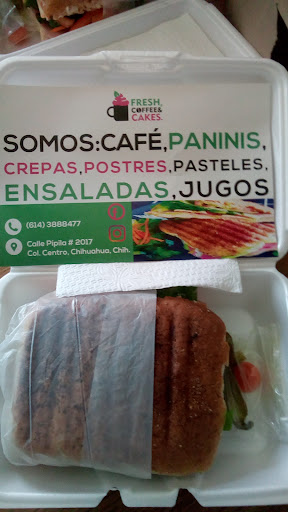 FRESH,
COFFEE&
CAKES.
SOMOS:CAFÉ,PANINIS,
CREPAS,POSTRES,PASTELES,
ENSALADAS,JUGOS
(614) 3888477
Calle Pipila # 2017
Col. Centro, Chihuahua, Chih.